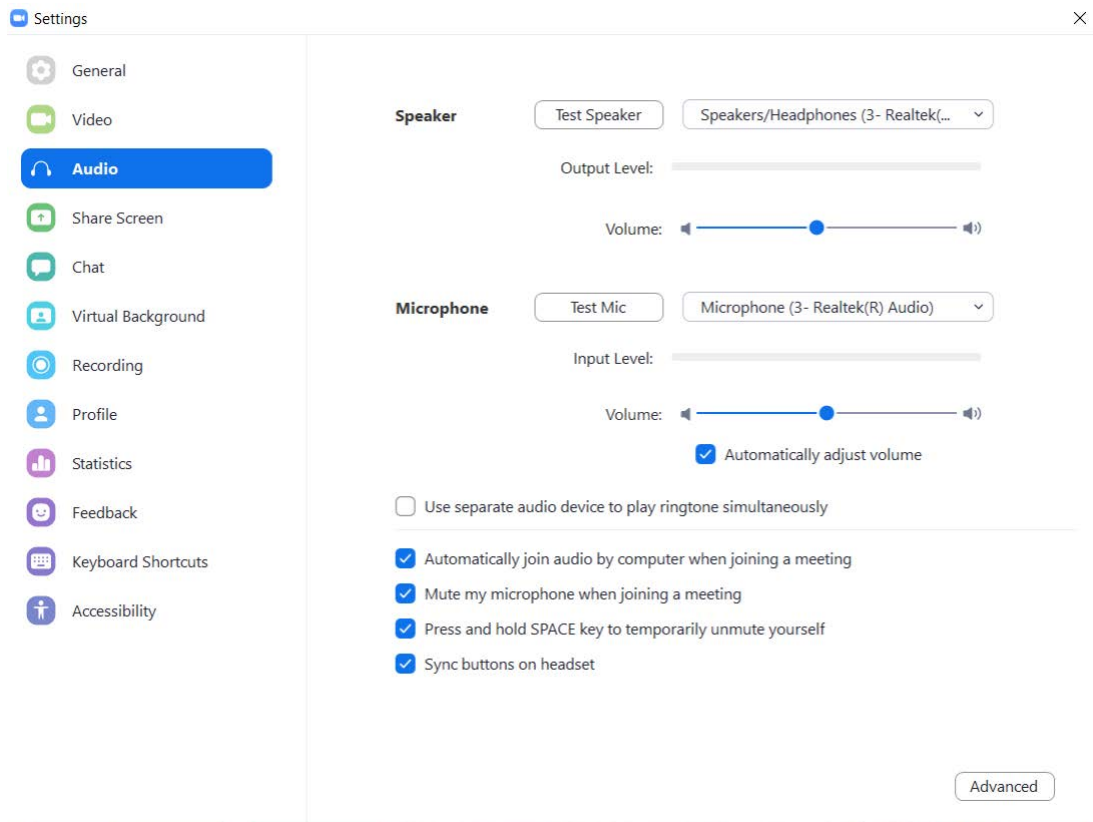 Settings
General
Video
Audio
Share Screen
Chat
Virtual Background
Recording
Profile
Statistics
Feedback
Keyboard Shortcuts
Accessibility
Speaker
Test Speaker
Speakers/Headphones (3- Realtek(...
Output Level:
Volume:
Microphone
Test Mic
Microphone (3- Realtek(R) Audio)
Input Level:
Volume:
Automatically adjust volume
Use separate audio device to play ringtone simultaneously
Automatically join audio by computer when joining a meeting
Mute my microphone when joining a meeting
Press and hold SPACE key to temporarily unmute yourself
Sync buttons on headset
Advanced